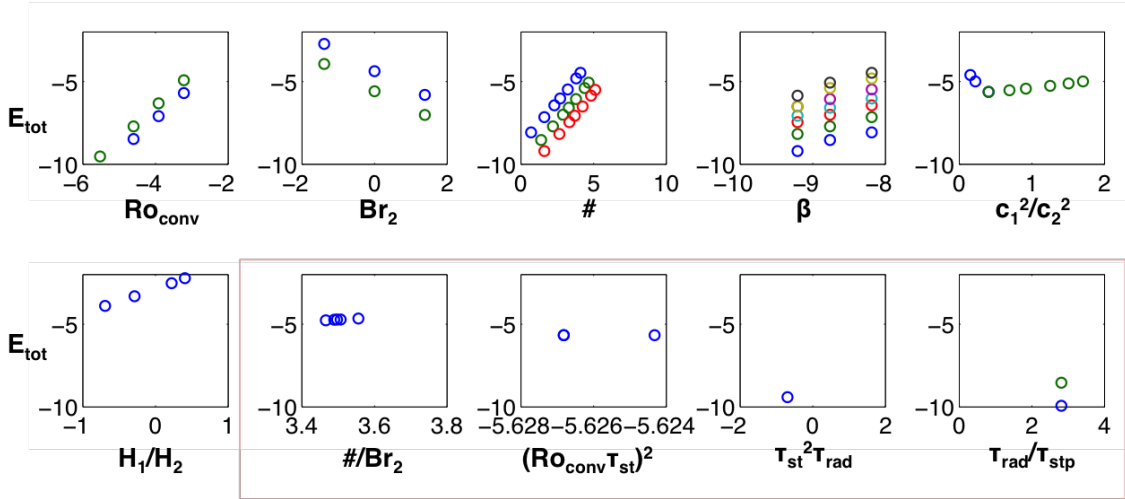 E_tot
−5
−10
−6 −4 −2
Ro_conv
−5
−10
−2 0 2
Br_2
−5
−10
0 5 10
#
−5
−10
−10 −9 −8
β
−5
−10
0 1 2
c_1^2/c_2^2
E_tot
−5
−10
−1 0 1
H_1/H_2
−5
−10
3.4 3.6 3.8
#/Br_2
−5
−10
−5.628 −5.626 −5.624
(Ro_conv τ_st)^2
−5
−10
−2 0 2
τ_st^2 τ_rad
−5
−10
0 2 4
τ_rad/τ_stp